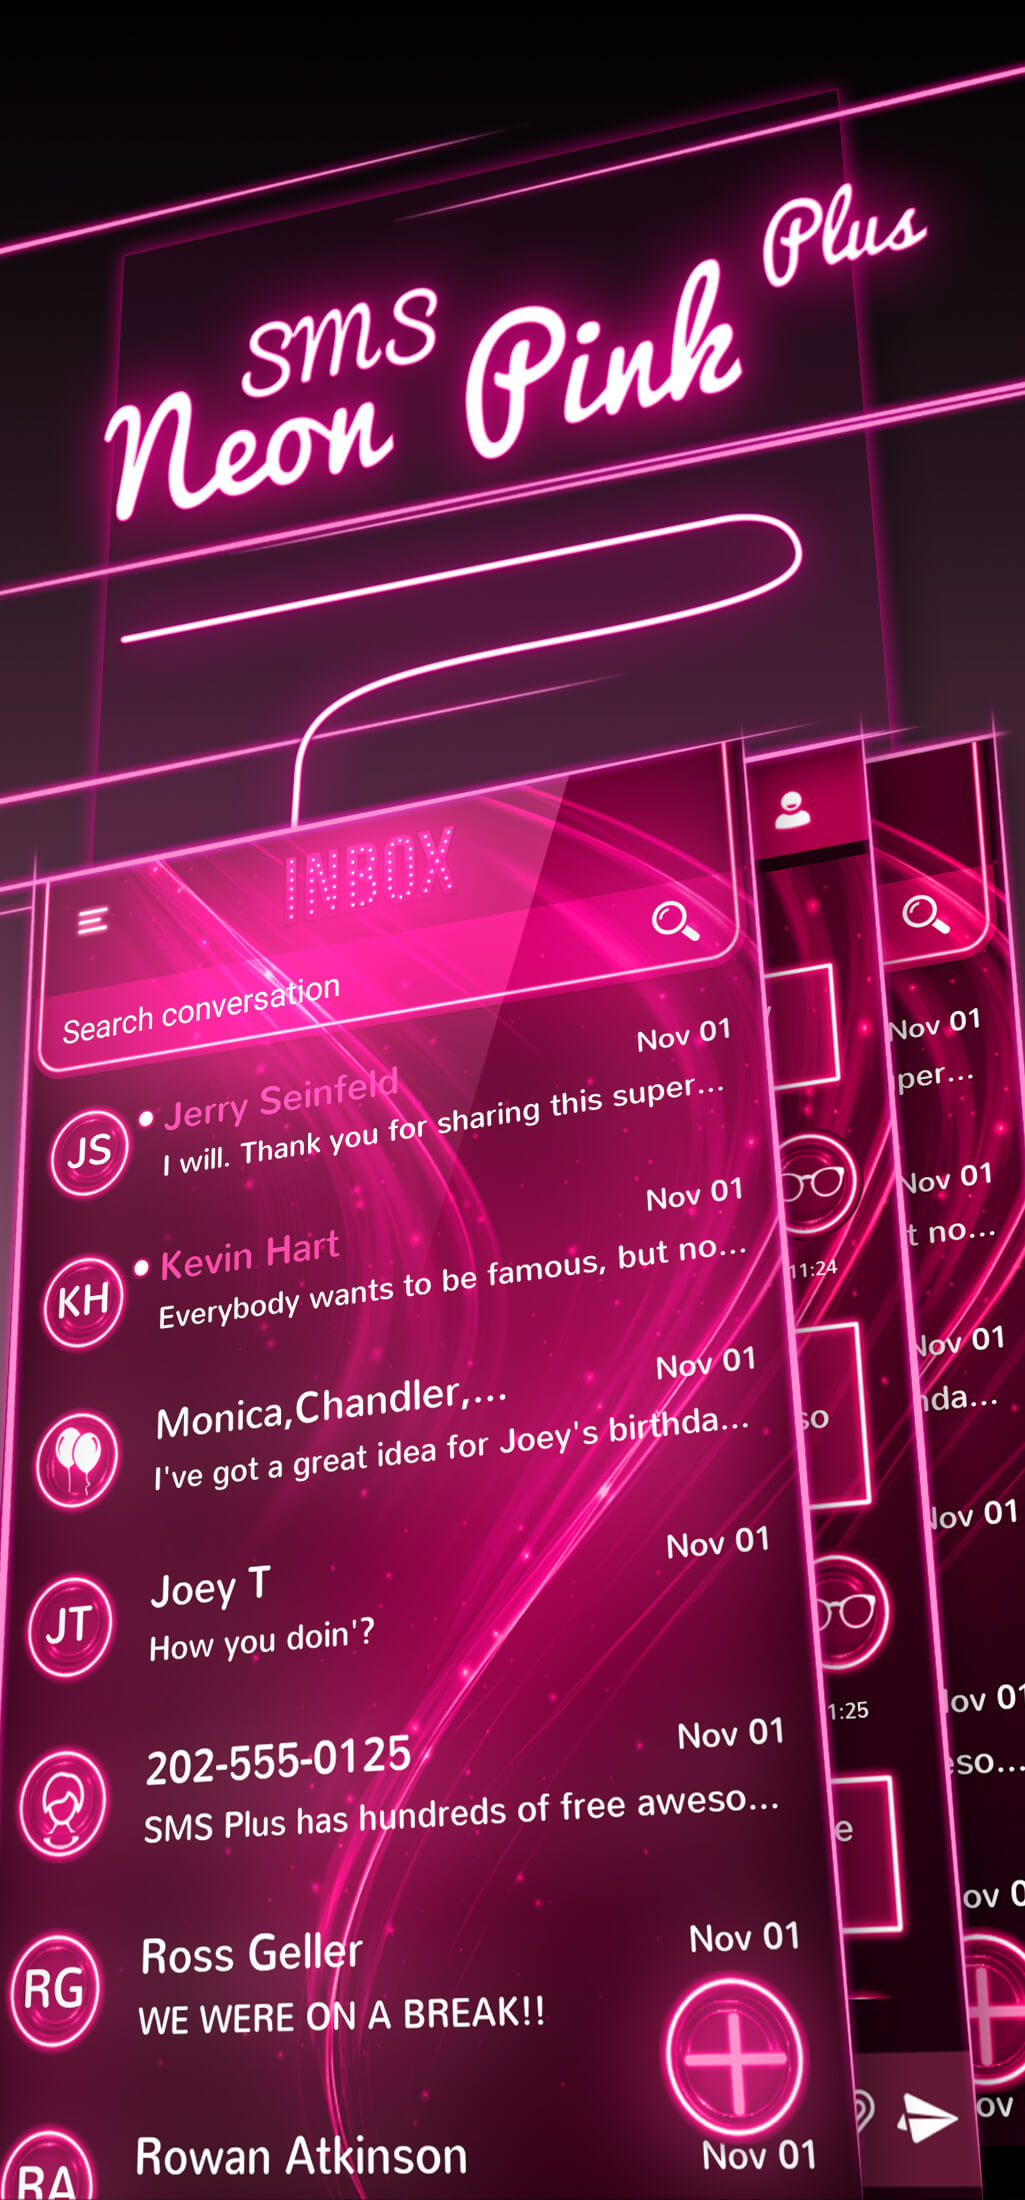 SMS
Neon Pink Plus
INBOX
Search conversation
Nov 01
JS
Jerry Seinfeld
I will. Thank you for sharing this super...
Nov 01
KH
Kevin Hart
Everybody wants to be famous, but no...
Nov 01
Monica,Chandler,...
I've got a great idea for Joey's birthda...
Nov 01
JT
Joey T
How you doin'?
Nov 01
202-555-0125
SMS Plus has hundreds of free aweso...
Nov 01
RG
Ross Geller
WE WERE ON A BREAK!!
RA
Rowan Atkinson
Nov 01
11:24
so
1:25
e
Nov 01
per...
Nov 01
t no...
Nov 01
da...
Nov 01
ov 01
so...
ov 0
ov